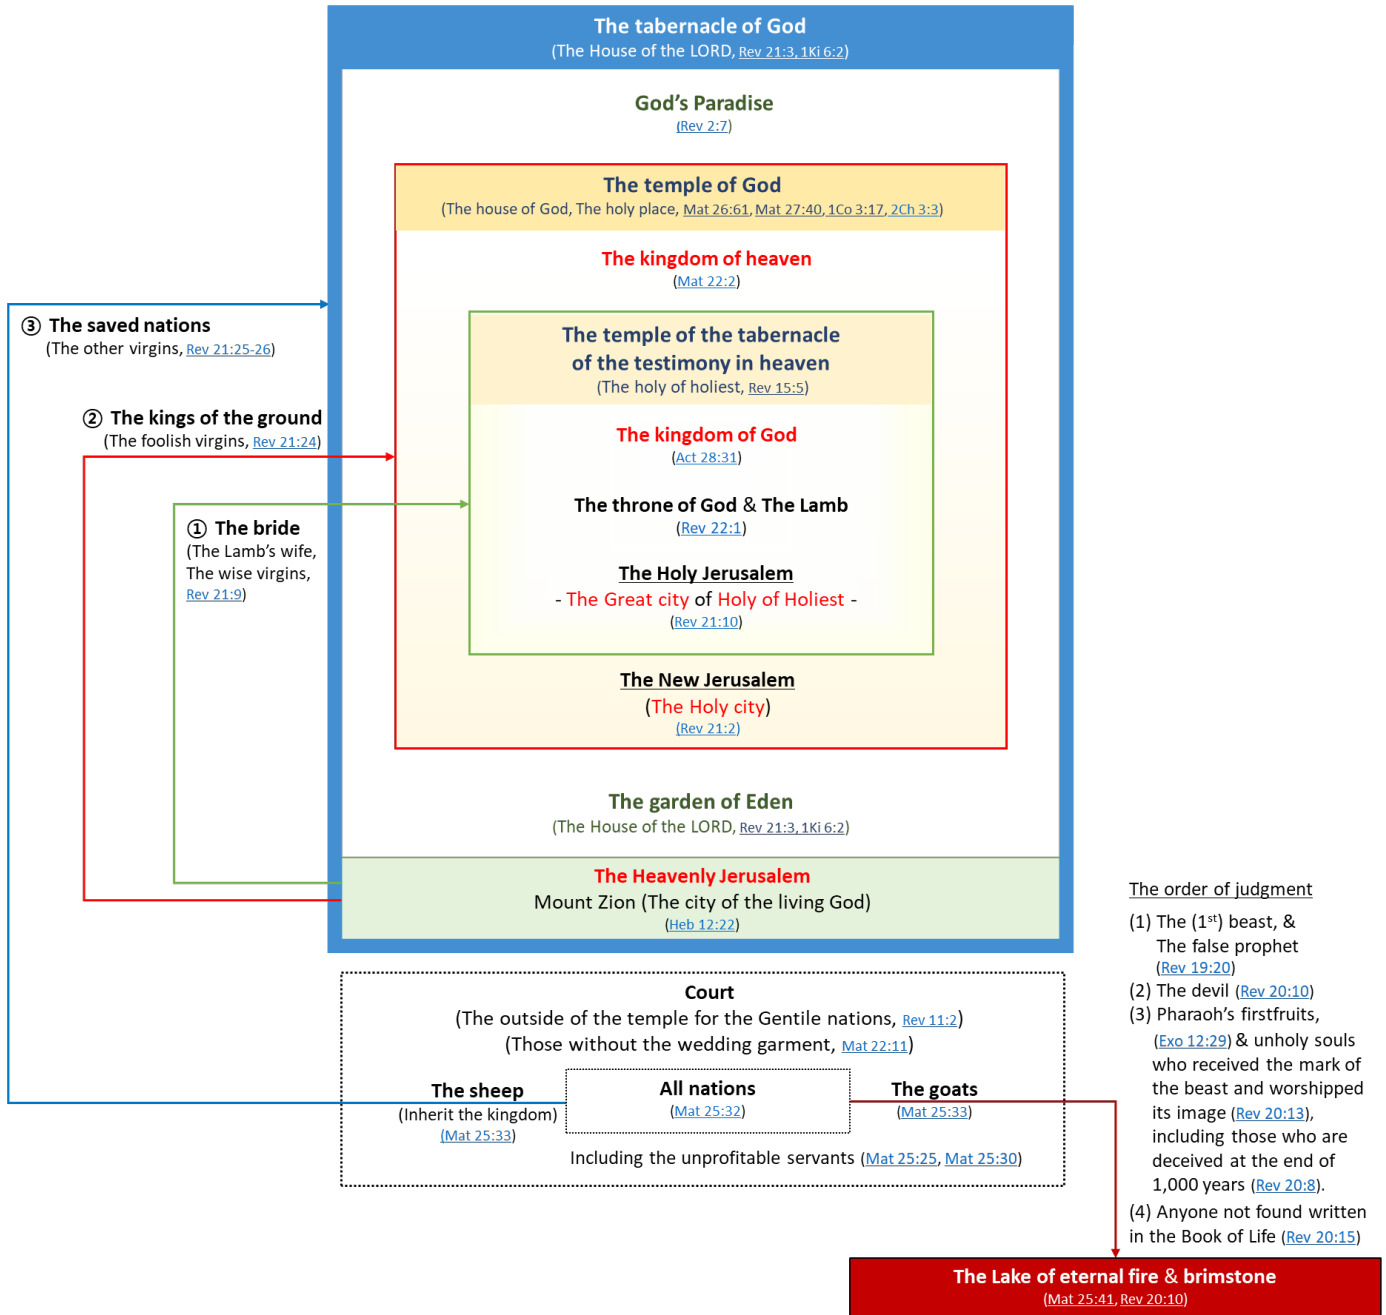 The tabernacle of God
(The House of the LORD, Rev 21:3, 1Ki 6:2)
God’s Paradise
(Rev 2:7)
The temple of God
(The house of God, The holy place, Mat 26:61, Mat 27:40, 1Co 3:17, 2Ch 3:3)
The kingdom of heaven
(Mat 22:2)
The temple of the tabernacle
of the testimony in heaven
(The holy of holiest, Rev 15:5)
The kingdom of God
(Act 28:31)
The throne of God & The Lamb
(Rev 22:1)
The Holy Jerusalem
- The Great city of Holy of Holiest -
(Rev 21:10)
The New Jerusalem
(The Holy city)
(Rev 21:2)
The garden of Eden
(The House of the LORD, Rev 21:3, 1Ki 6:2)
The Heavenly Jerusalem
Mount Zion (The city of the living God)
(Heb 12:22)
③ The saved nations
(The other virgins, Rev 21:25-26)
② The kings of the ground
(The foolish virgins, Rev 21:24)
① The bride
(The Lamb’s wife,
The wise virgins,
Rev 21:9)
Court
(The outside of the temple for the Gentile nations, Rev 11:2)
(Those without the wedding garment, Mat 22:11)
The sheep
(Inherit the kingdom)
(Mat 25:33)
All nations
(Mat 25:32)
The goats
(Mat 25:33)
Including the unprofitable servants (Mat 25:25, Mat 25:30)
The order of judgment
(1) The (1st) beast, &
The false prophet
(Rev 19:20)
(2) The devil (Rev 20:10)
(3) Pharaoh’s firstfruits,
(Exo 12:29) & unholy souls
who received the mark of
the beast and worshipped
its image (Rev 20:13),
including those who are
deceived at the end of
1,000 years (Rev 20:8).
(4) Anyone not found written
in the Book of Life (Rev 20:15)
The Lake of eternal fire & brimstone
(Mat 25:41, Rev 20:10)